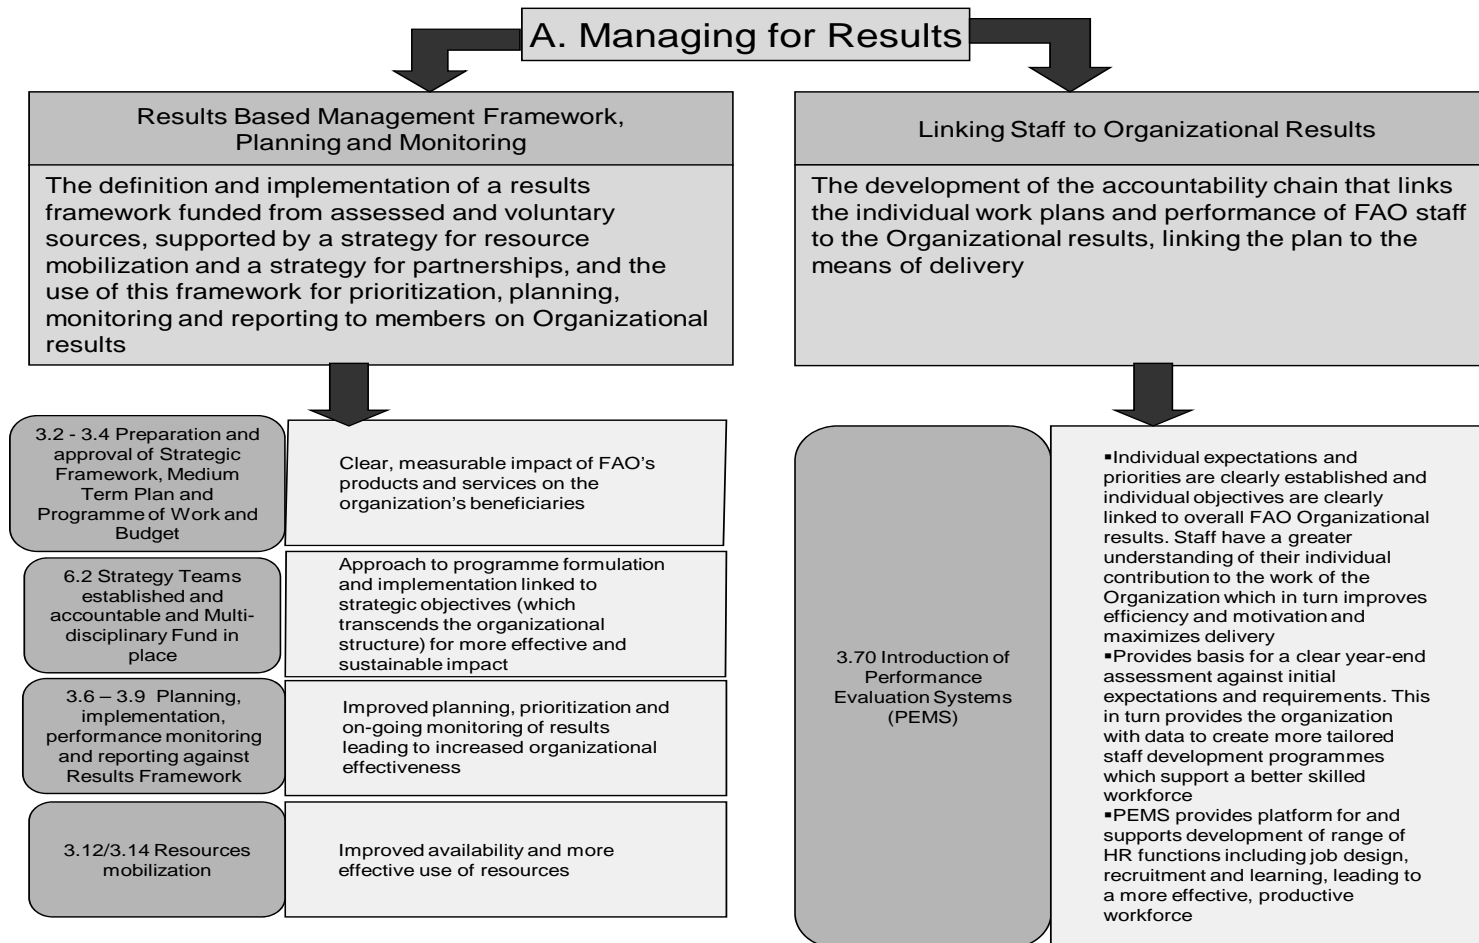 A. Managing for Results
Results Based Management Framework,
Planning and Monitoring
The definition and implementation of a results
framework funded from assessed and voluntary
sources, supported by a strategy for resource
mobilization and a strategy for partnerships, and the
use of this framework for prioritization, planning,
monitoring and reporting to members on Organizational
results
3.2 - 3.4 Preparation and
approval of Strategic
Framework, Medium
Term Plan and
Programme of Work and
Budget
Clear, measurable impact of FAO’s
products and services on the
organization’s beneficiaries
6.2 Strategy Teams
established and
accountable and Multi-
disciplinary Fund in
place
Approach to programme formulation
and implementation linked to
strategic objectives (which
transcends the organizational
structure) for more effective and
sustainable impact
3.6 – 3.9 Planning,
implementation,
performance monitoring
and reporting against
Results Framework
Improved planning, prioritization and
on-going monitoring of results
leading to increased organizational
effectiveness
3.12/3.14 Resources
mobilization
Improved availability and more
effective use of resources
Linking Staff to Organizational Results
The development of the accountability chain that links
the individual work plans and performance of FAO staff
to the Organizational results, linking the plan to the
means of delivery
3.70 Introduction of
Performance
Evaluation Systems
(PEMS)
▪Individual expectations and
priorities are clearly established and
individual objectives are clearly
linked to overall FAO Organizational
results. Staff have a greater
understanding of their individual
contribution to the work of the
Organization which in turn improves
efficiency and motivation and
maximizes delivery
▪Provides basis for a clear year-end
assessment against initial
expectations and requirements. This
in turn provides the organization
with data to create more tailored
staff development programmes
which support a better skilled
workforce
▪PEMS provides platform for and
supports development of range of
HR functions including job design,
recruitment and learning, leading to
a more effective, productive
workforce